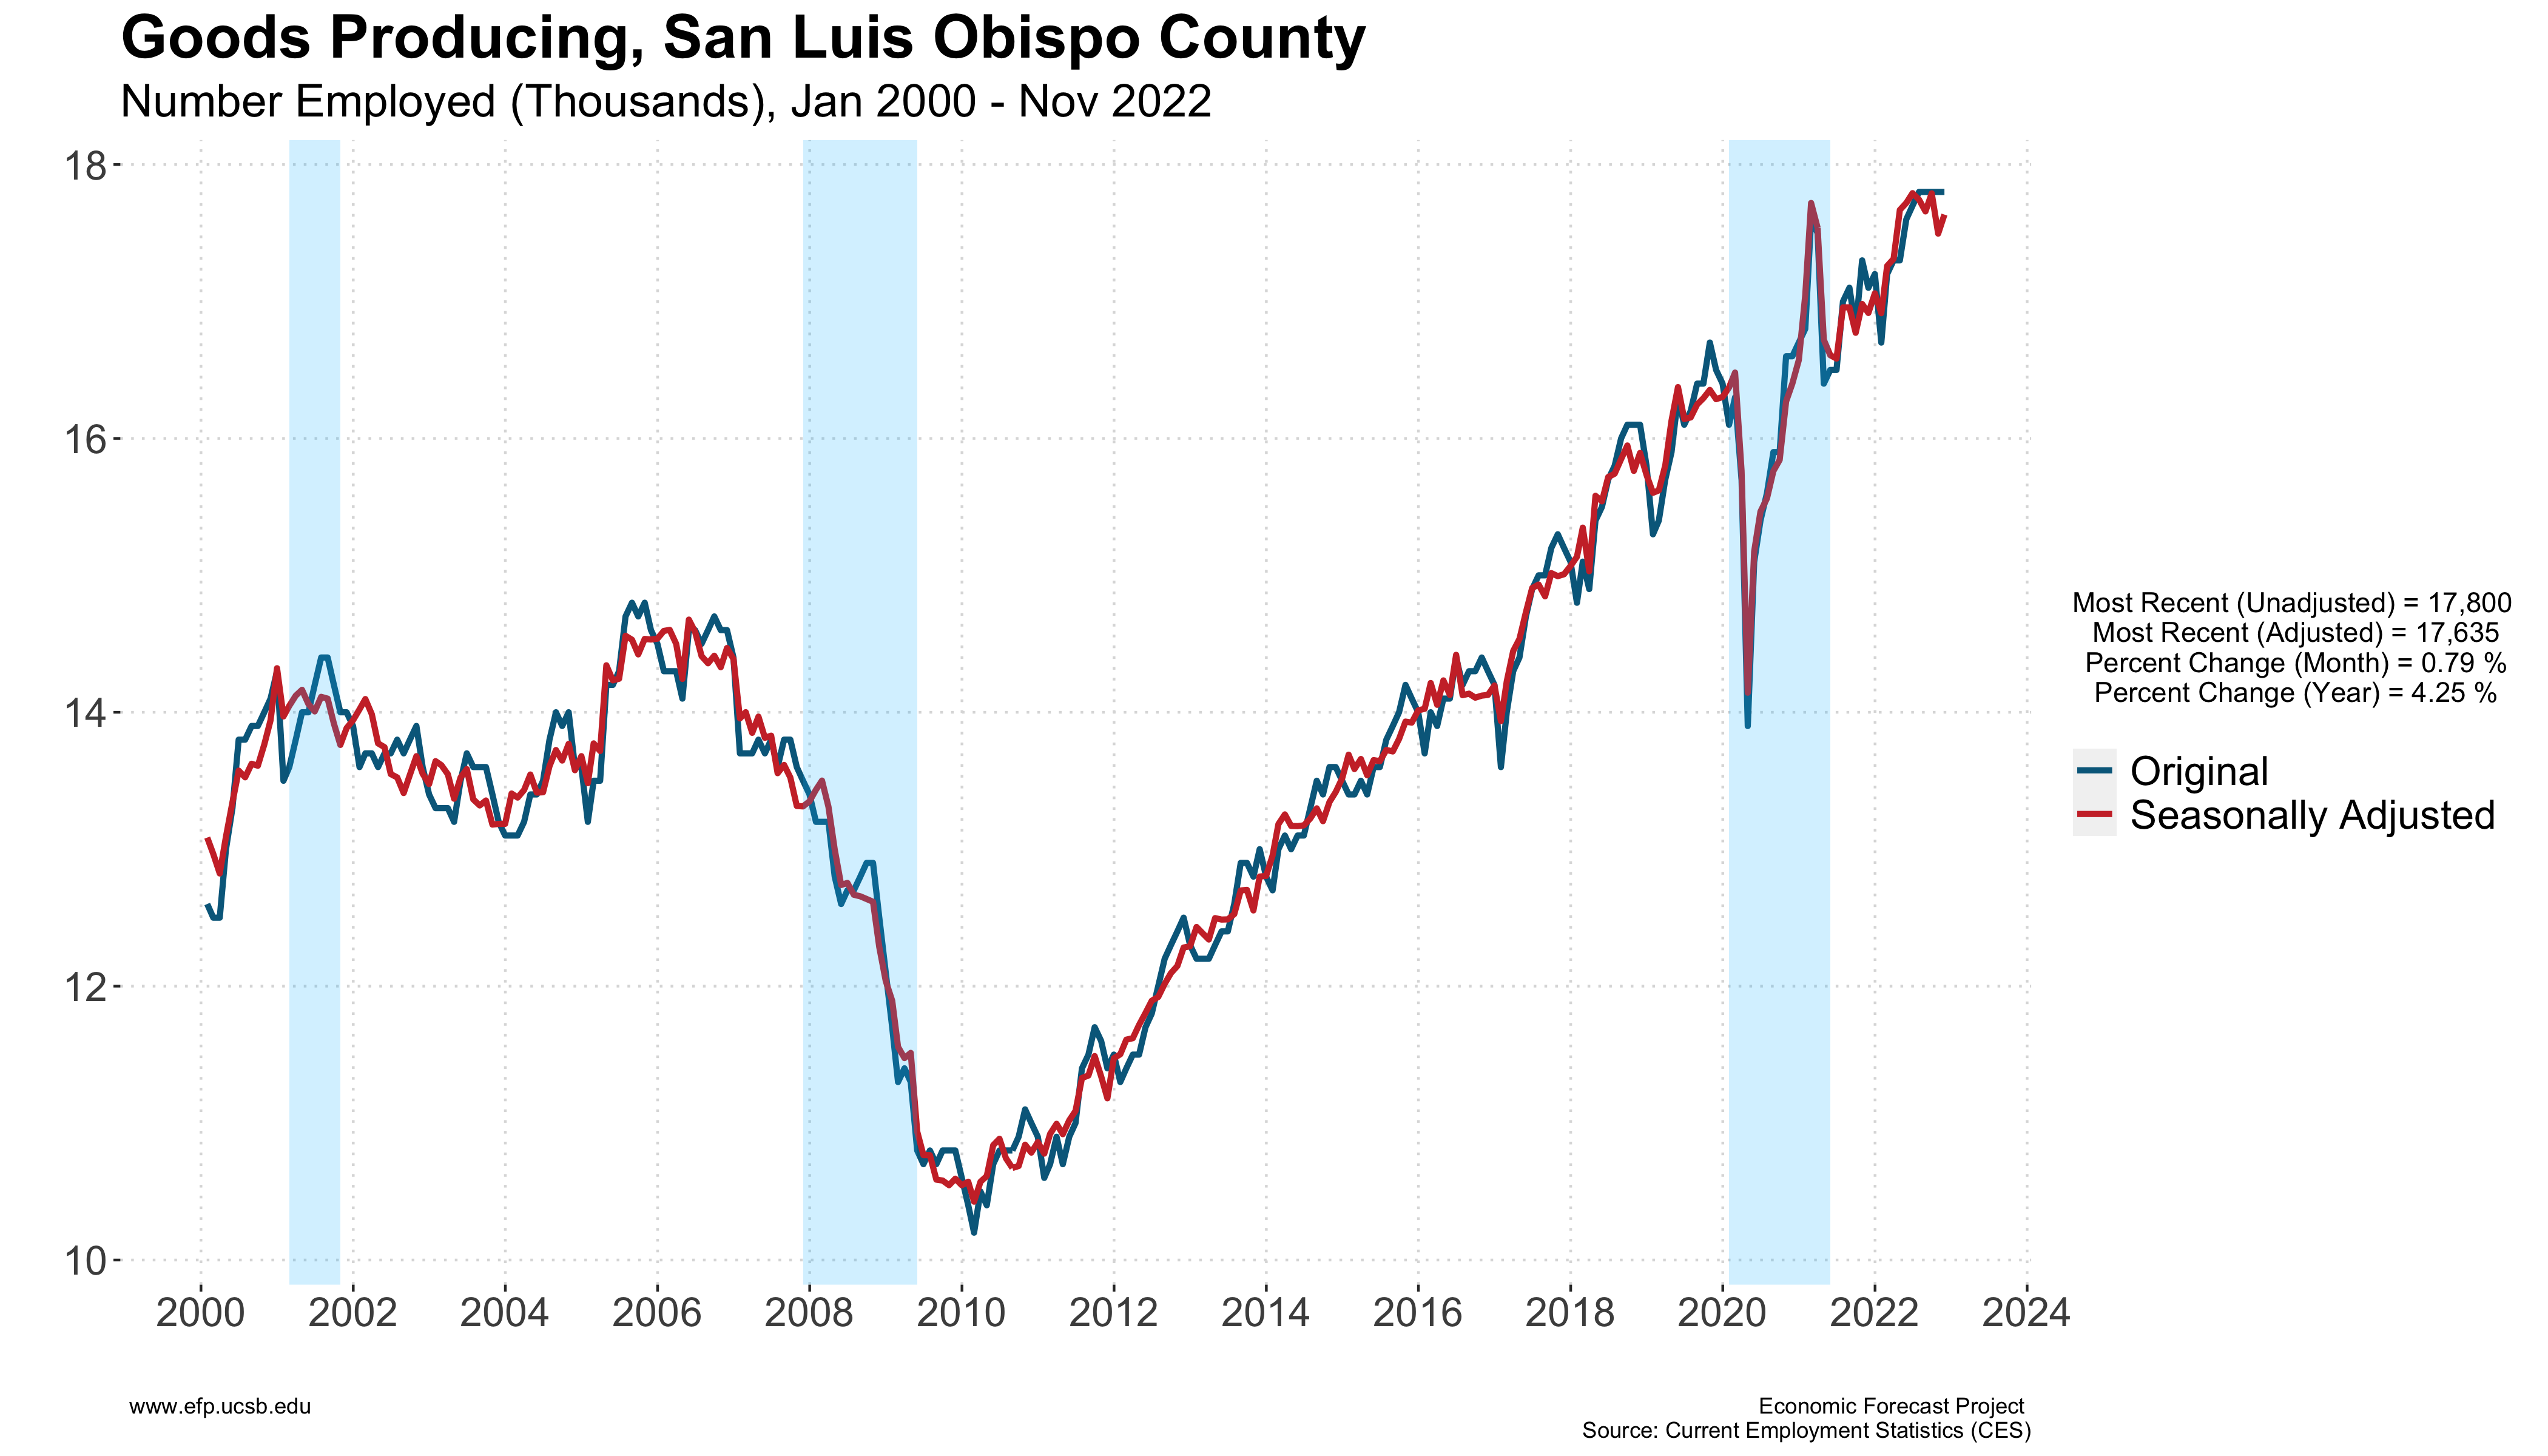 Goods Producing, San Luis Obispo County
Number Employed (Thousands), Jan 2000 - Nov 2022
18
16
14
12
10
2000 2002 2004 2006 2008 2010 2012 2014 2016 2018 2020 2022 2024
Most Recent (Unadjusted) = 17,800
Most Recent (Adjusted) = 17,635
Percent Change (Month) = 0.79 %
Percent Change (Year) = 4.25 %
Original
Seasonally Adjusted
www.efp.ucsb.edu
Economic Forecast Project
Source: Current Employment Statistics (CES)